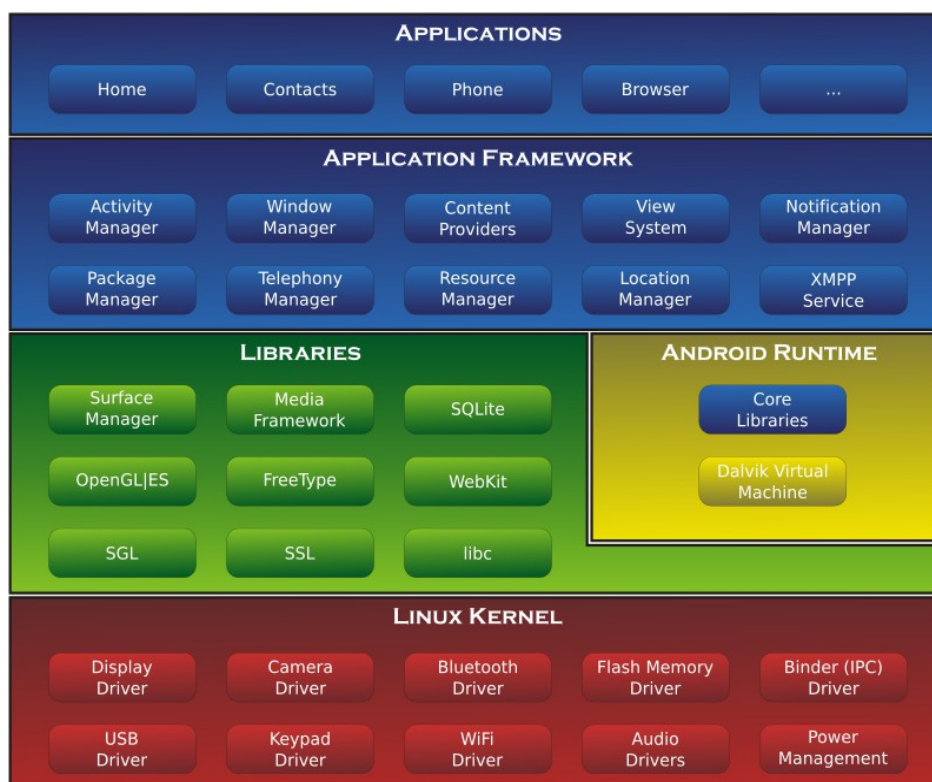 APPLICATIONS
Home Contacts Phone Browser ...
APPLICATION FRAMEWORK
Activity Manager Window Manager Content Providers View System Notification Manager
Package Manager Telephony Manager Resource Manager Location Manager XMPP Service
LIBRARIES
Surface Manager Media Framework SQLite
OpenGL|ES FreeType WebKit
SGL SSL libc
ANDROID RUNTIME
Core Libraries
Dalvik Virtual Machine
LINUX KERNEL
Display Driver Camera Driver Bluetooth Driver Flash Memory Driver Binder (IPC) Driver
USB Driver Keypad Driver WiFi Driver Audio Drivers Power Management